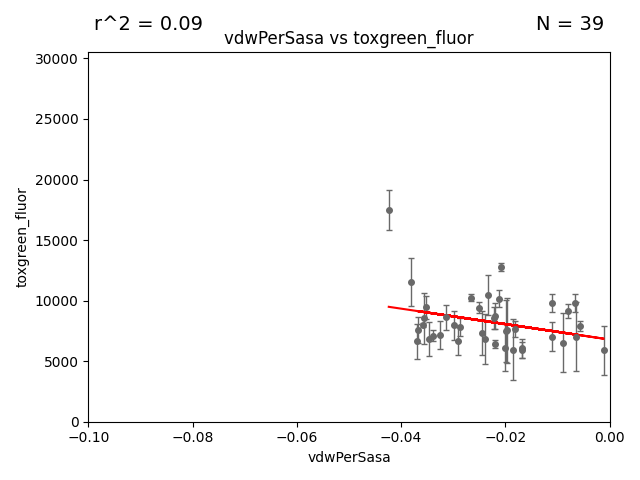 r^2 = 0.09
N = 39
vdwPerSasa vs toxgreen_fluor
30000
25000
20000
15000
10000
5000
0
toxgreen_fluor
−0.10
−0.08
−0.06
−0.04
−0.02
0.00
vdwPerSasa